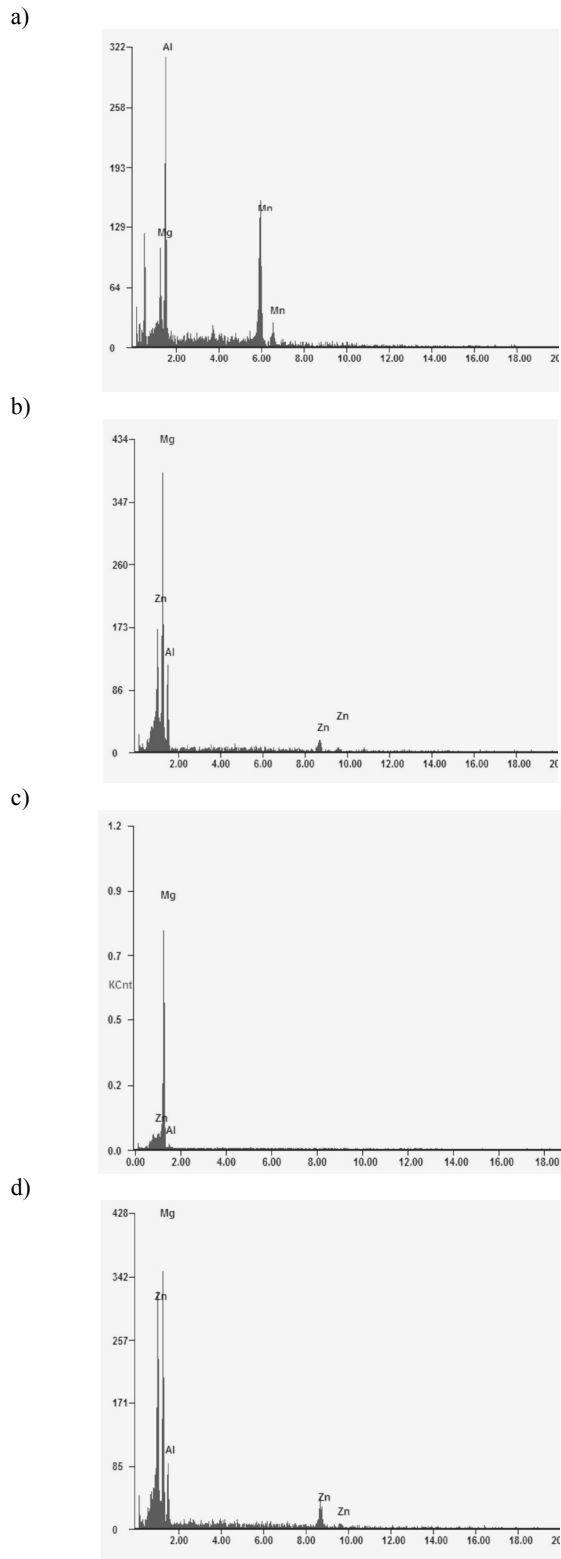 a)
322
Al
258
193
129
Mn
Mg
64
Mn
0
2.00 4.00 6.00 8.00 10.00 12.00 14.00 16.00 18.00 20
b)
434
Mg
347
260
Zn
173
Al
86
Zn
Zn
0
2.00 4.00 6.00 8.00 10.00 12.00 14.00 16.00 18.00 20
c)
1.2
0.9
Mg
0.7
KCnt
0.5
0.2
Zn
Al
0.0
0.00 2.00 4.00 6.00 8.00 10.00 12.00 14.00 16.00 18.00
d)
428
Mg
342
Zn
257
171
Al
85
Zn
Zn
0
2.00 4.00 6.00 8.00 10.00 12.00 14.00 16.00 18.00 20